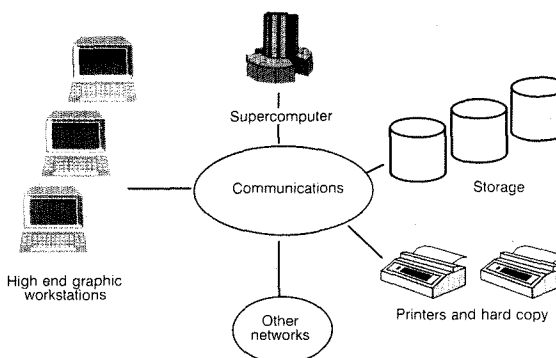 Supercomputer
Communications
Storage
High end graphic
workstations
Printers and hard copy
Other
networks